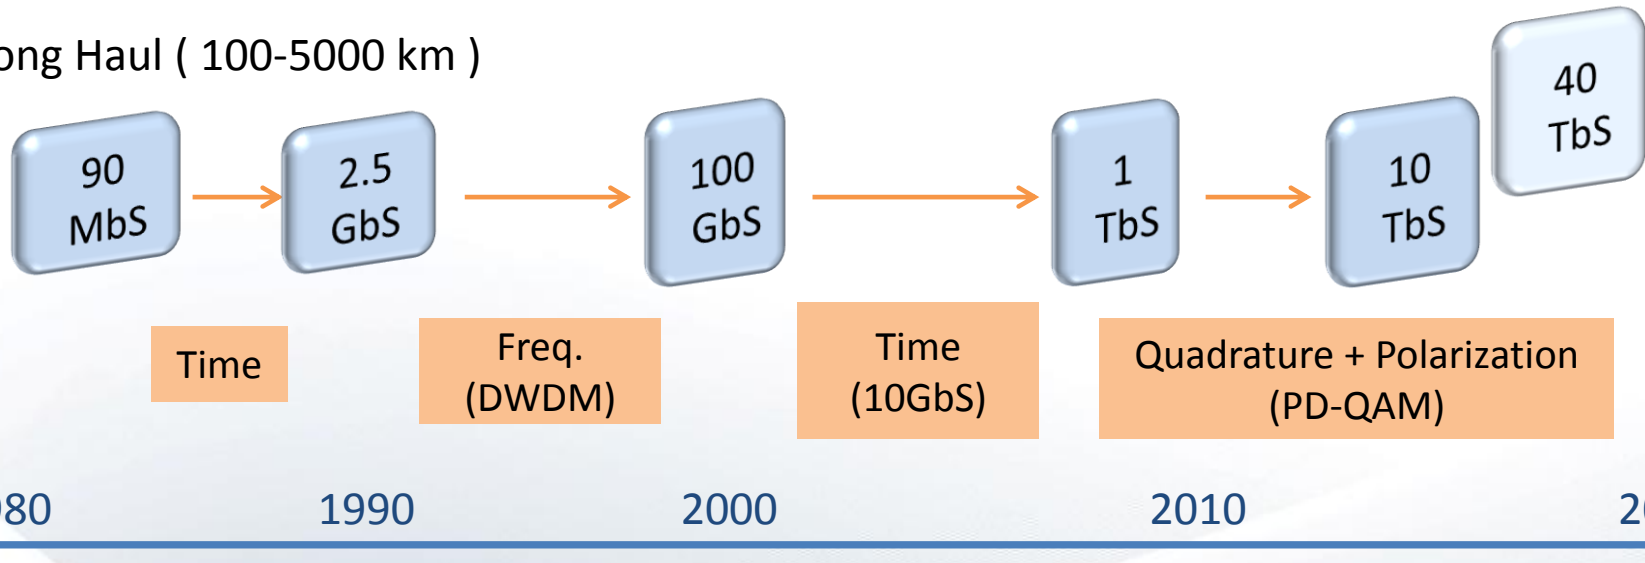 ong Haul ( 100-5000 km )
40
TbS
90
MbS
2.5
GbS
100
GbS
1
TbS
10
TbS
Time
Freq.
(DWDM)
Time
(10GbS)
Quadrature + Polarization
(PD-QAM)
980
1990
2000
2010